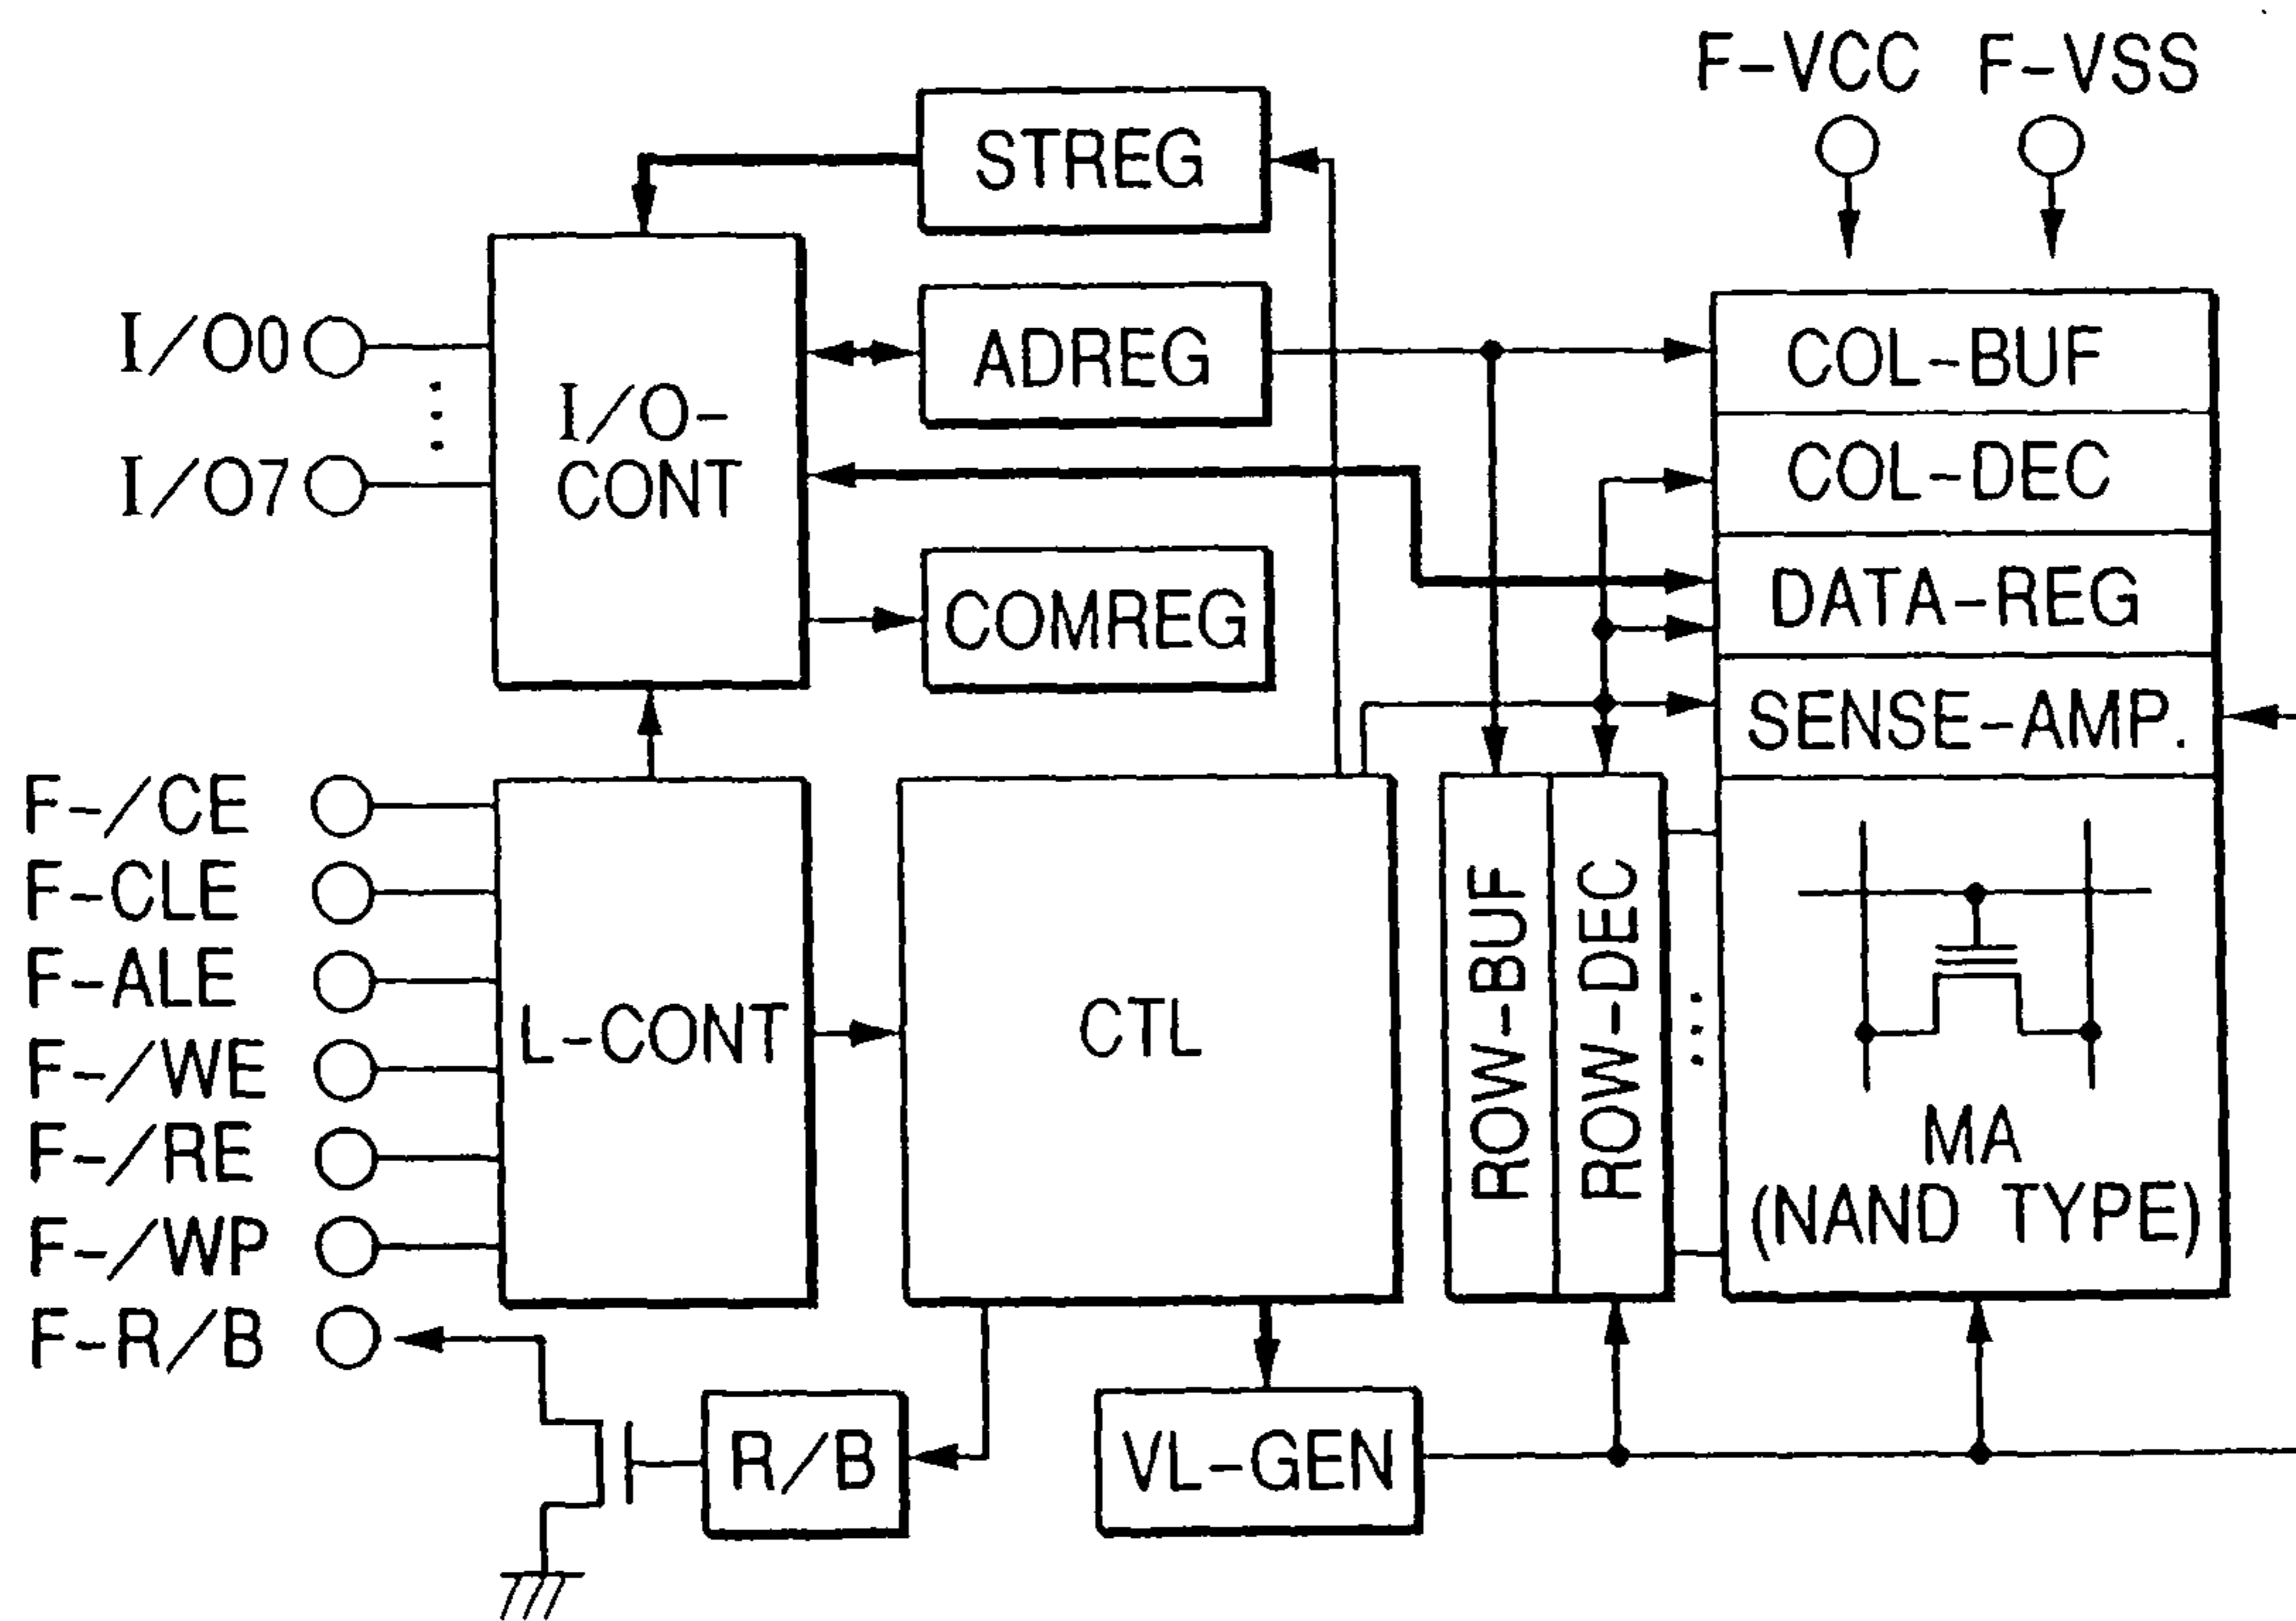 F-VCC F-VSS
STREG
I/O0
I/O7
I/O-
CONT
ADREG
COMREG
COL-BUF
COL-DEC
DATA-REG
SENSE-AMP.
F-/CE
F-CLE
F-ALE
F-/WE
F-/RE
F-/WP
F-R/B
L-CONT
CTL
ROW-BUF
ROW-DEC
MA
(NAND TYPE)
R/B
VL-GEN